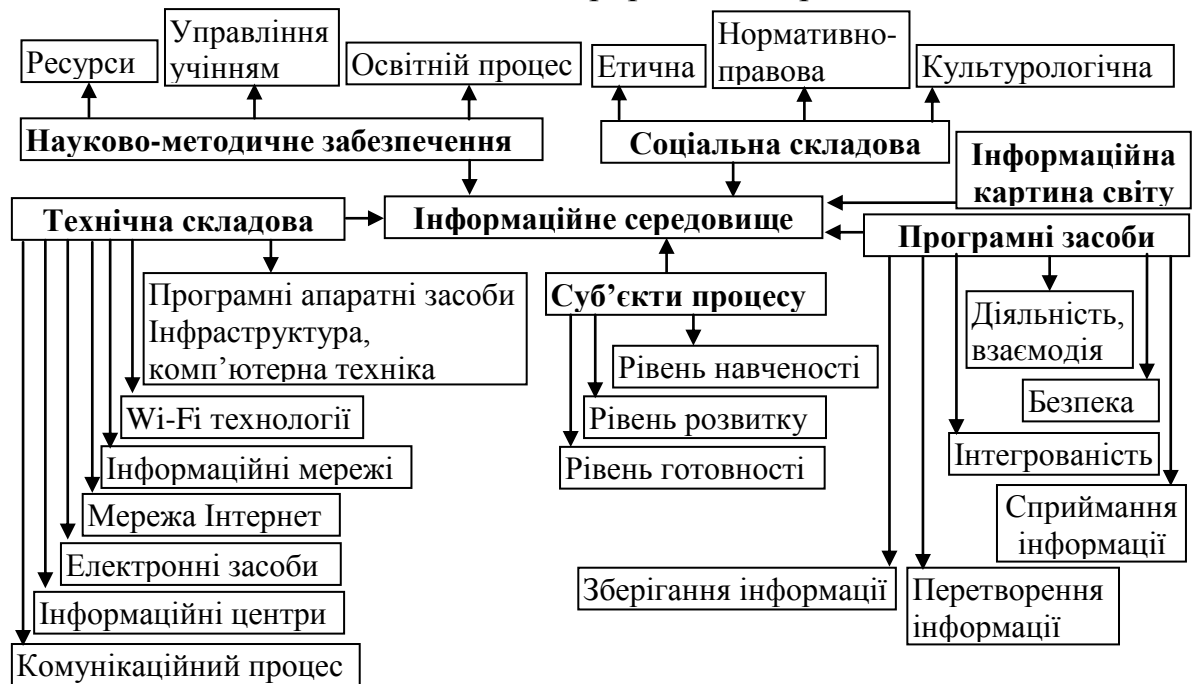 Ресурси
Управління
учінням
Освітній процес
Етична
Нормативно-
правова
Культурологічна
Науково-методичне забезпечення
Соціальна складова
Інформаційна
картина світу
Технічна складова
Інформаційне середовище
Програмні засоби
Програмні апаратні засоби
Інфраструктура,
комп’ютерна техніка
Суб’єкти процесу
Діяльність,
взаємодія
Рівень навченості
Безпека
Wi-Fi технології
Рівень розвитку
Інформаційні мережі
Рівень готовності
Інтегрованість
Мережа Інтернет
Сприймання
інформації
Електронні засоби
Зберігання інформації
Перетворення
інформації
Інформаційні центри
Комунікаційний процес